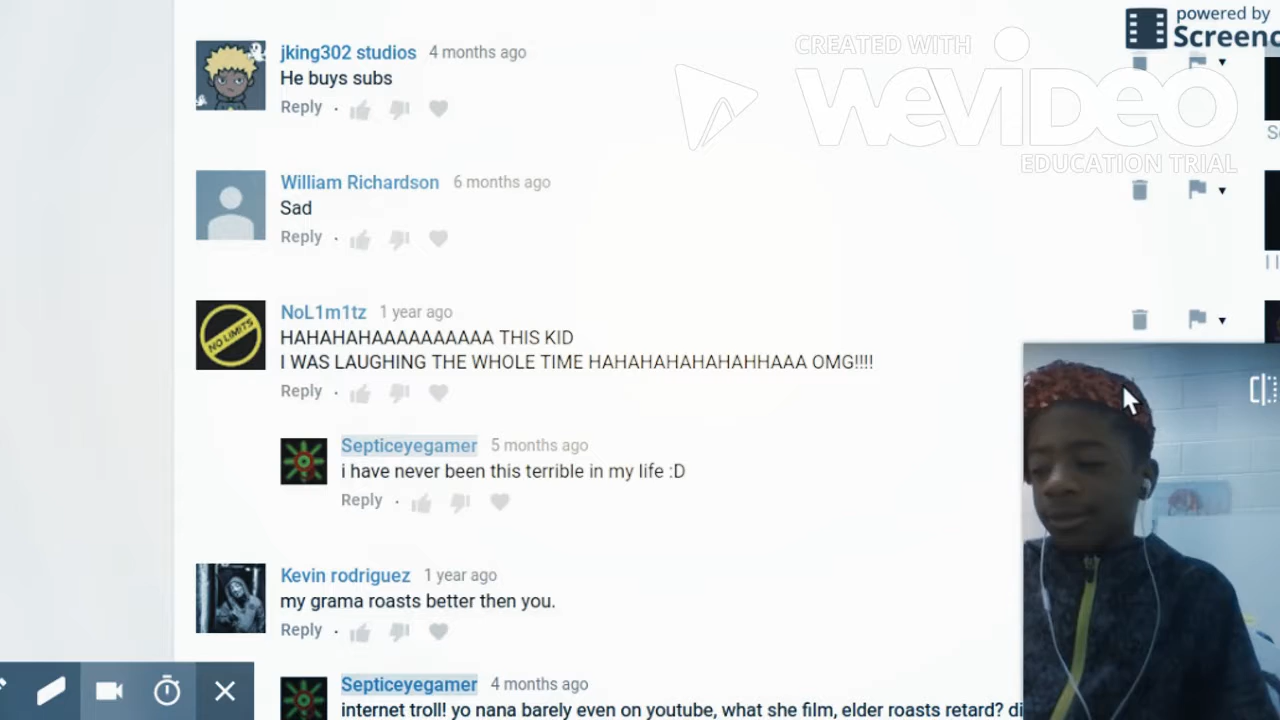 powered by
CREATED WITH
jking302 studios 4 months ago
He buys subs
Reply
WeVideo
EDUCATION TRIAL
William Richardson 6 months ago
Sad
Reply
NO LIMITS
NoL1m1tz 1 year ago
HAHAHAHAAAAAAAAAA THIS KID
I WAS LAUGHING THE WHOLE TIME HAHAHAHAHAHAHHAAA OMG!!!!
Reply
Septiceyegamer 5 months ago
i have never been this terrible in my life :D
Reply
Kevin rodriguez 1 year ago
my grama roasts better then you.
Reply
Septiceyegamer 4 months ago
internet troll! yo nana barely even on youtube, what she film, elder roasts retard? di